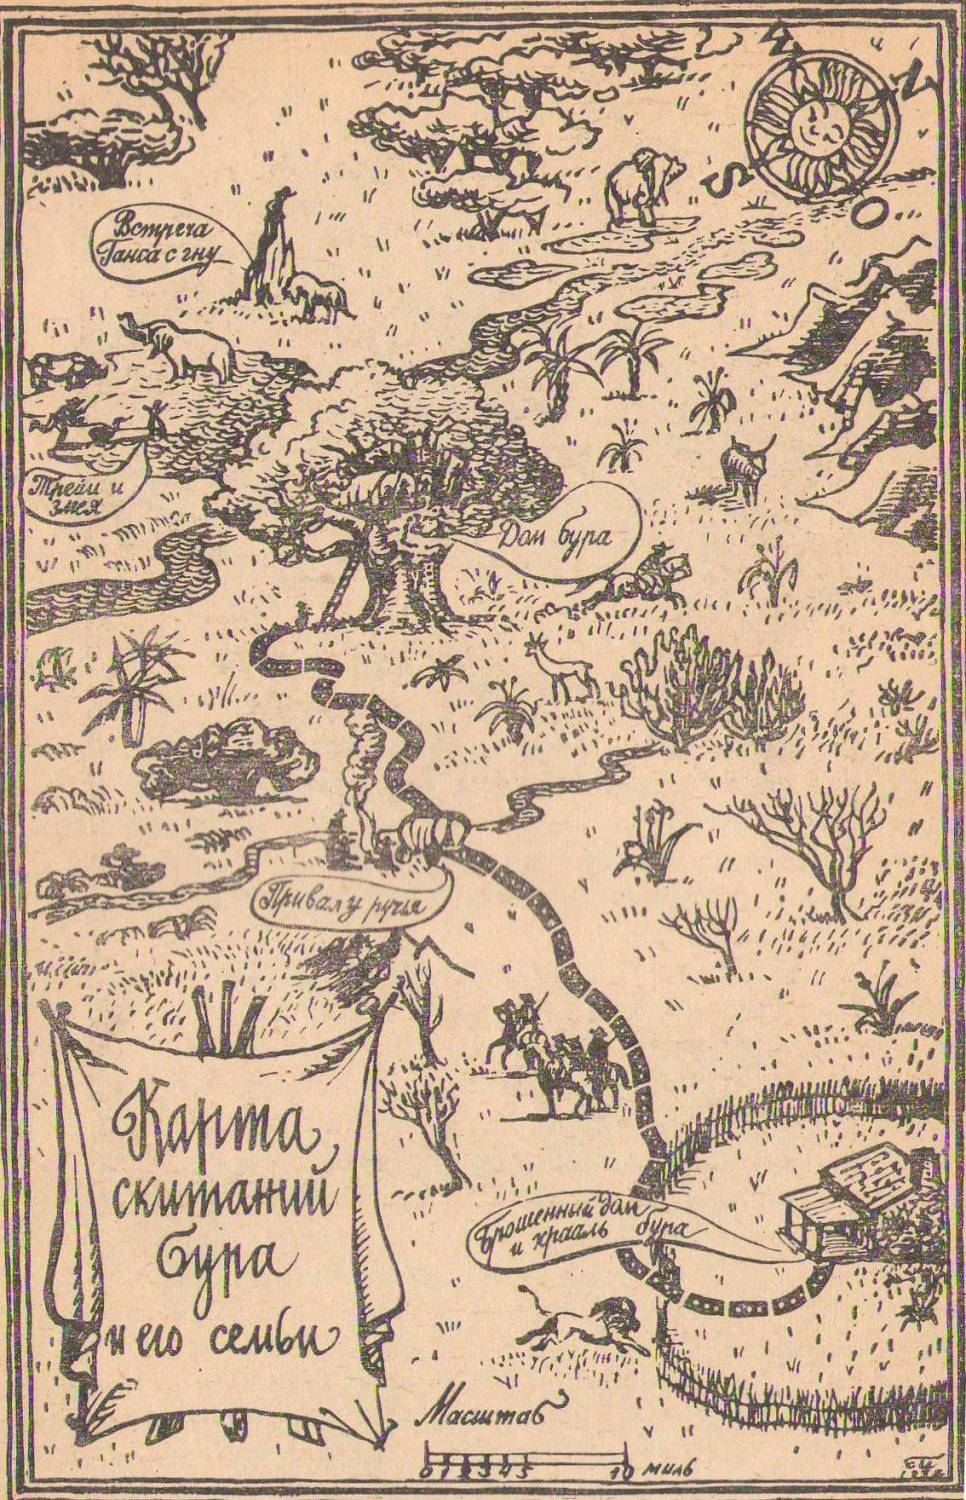 W
N
S
O
Встреча
Ганса с гну
Трейи и
змея
Дом бура
Привал у ручья
Карта
скитаний
бура
и его семьи
Брошенный дом
и крааль бура
Масштаб
0 1 2 3 4 5 10 миль